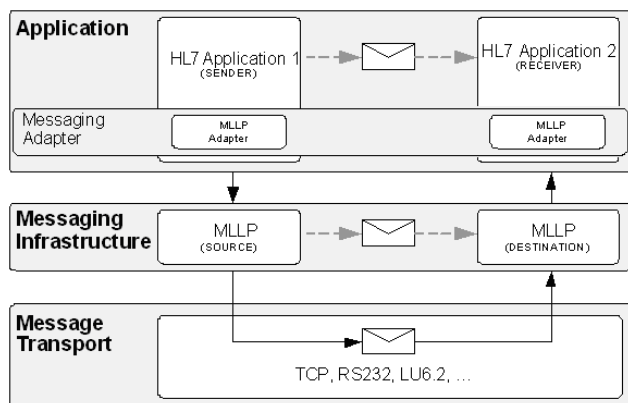 Application
HL7 Application 1
(SENDER)
HL7 Application 2
(RECEIVER)
Messaging
Adapter
MLLP
Adapter
MLLP
Adapter
Messaging
Infrastructure
MLLP
(SOURCE)
MLLP
(DESTINATION)
Message
Transport
TCP, RS232, LU6.2, ...